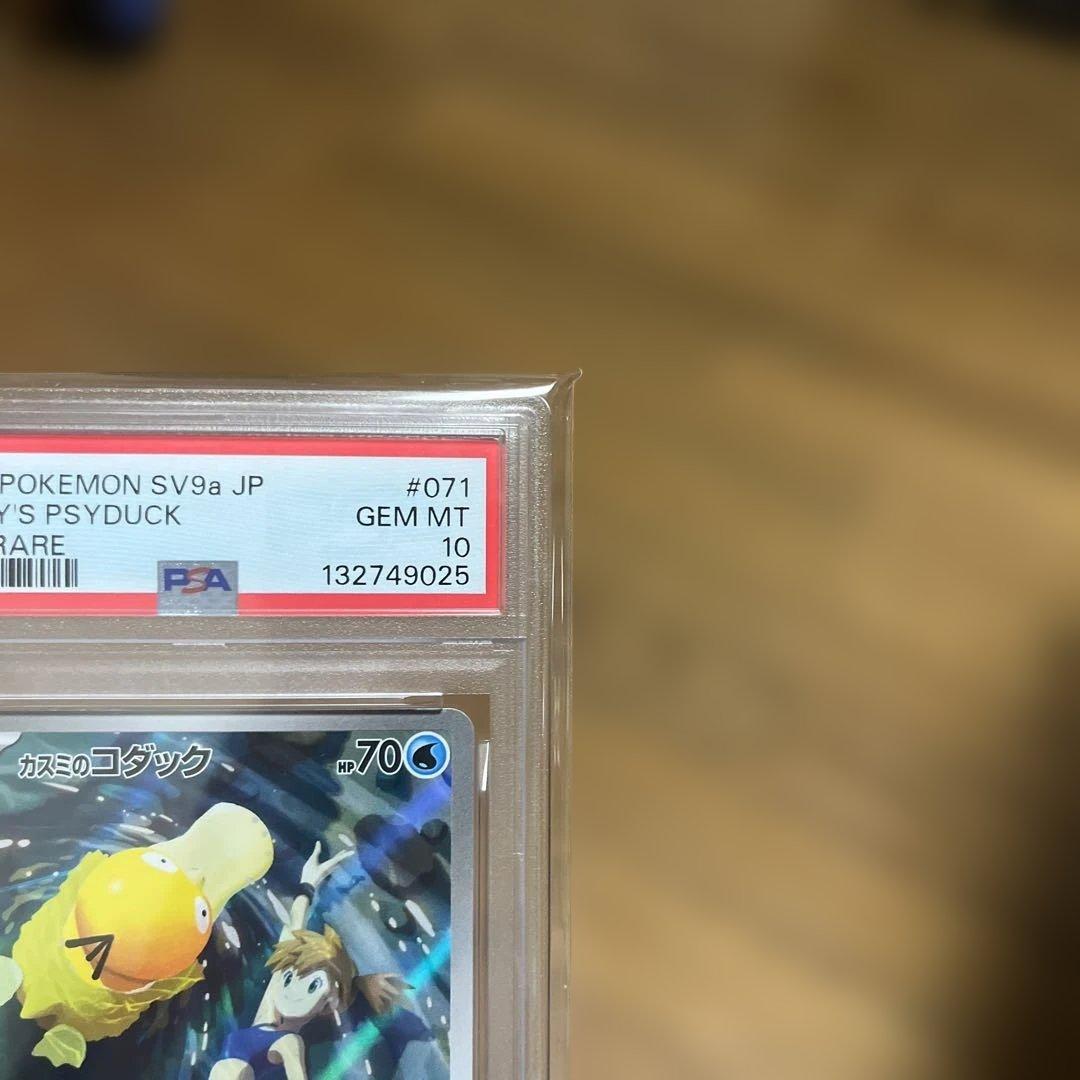 POKEMON SV9a JP #071
Y'S PSYDUCK GEM MT
RARE 10
PSA 132749025
カスミのコダック HP70